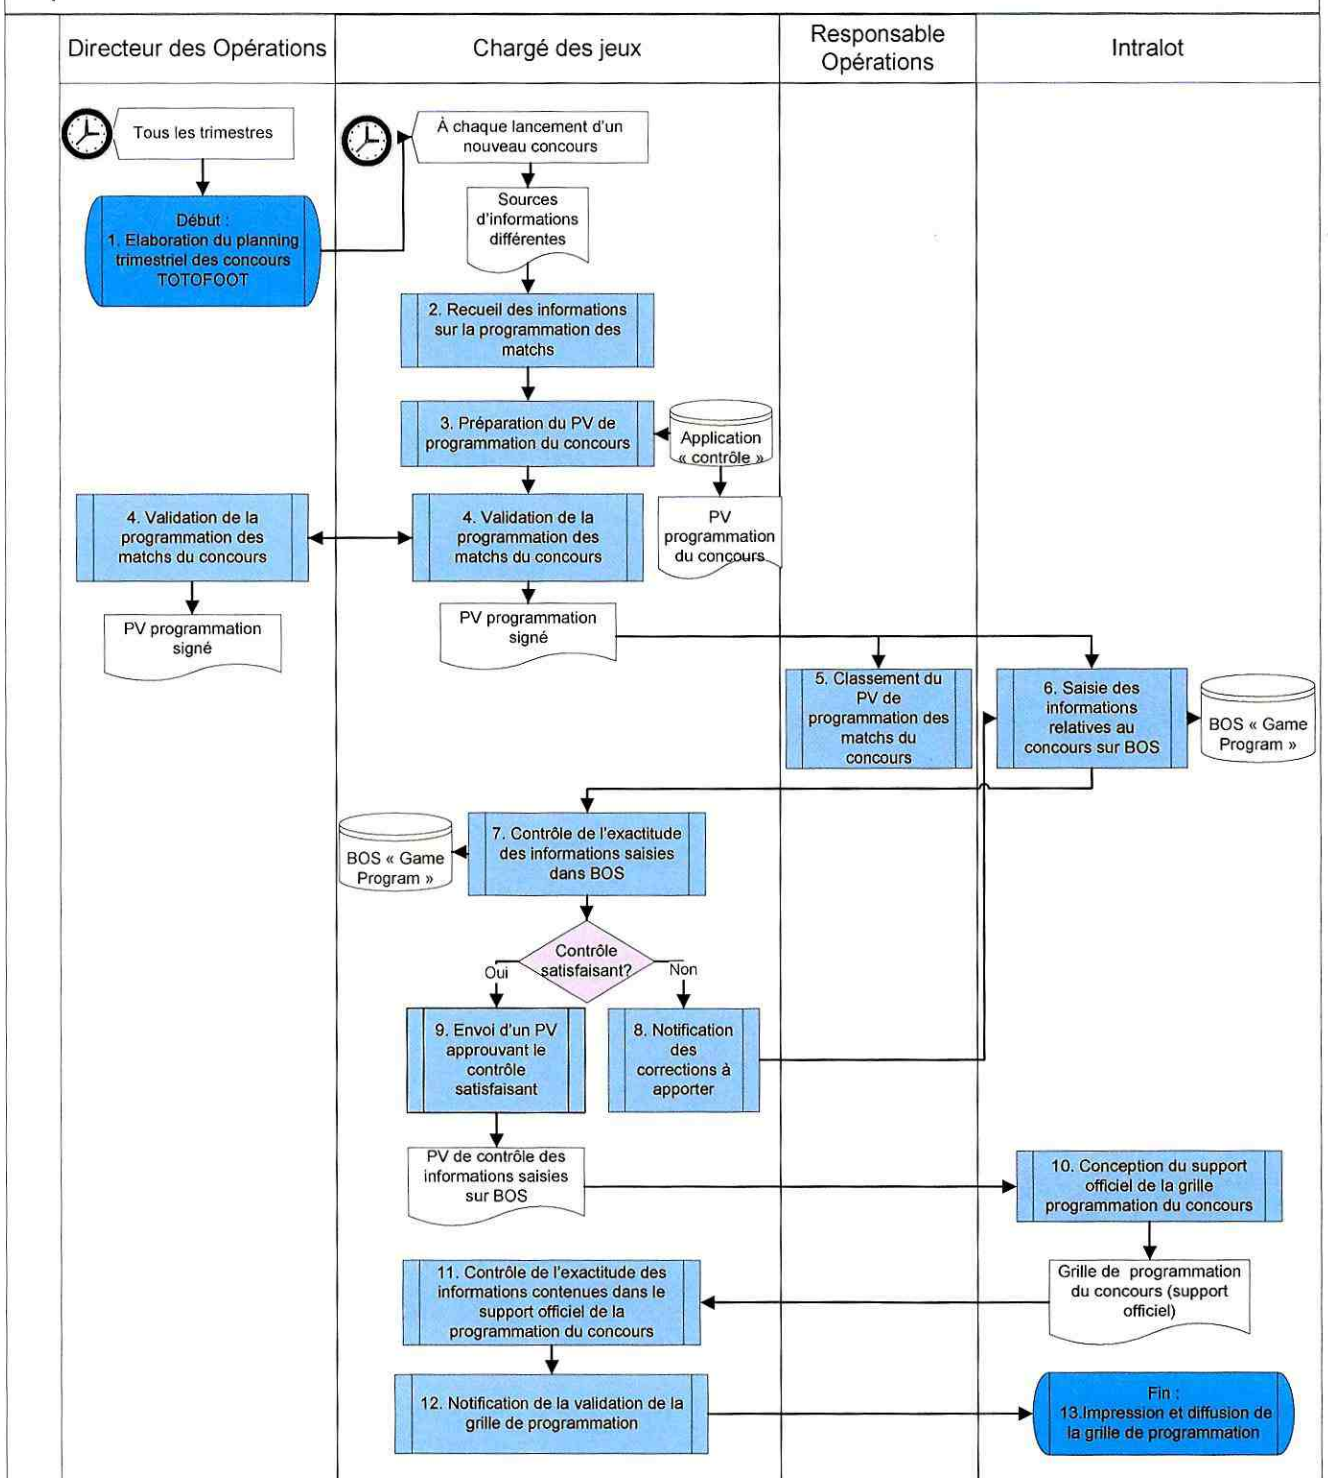 Directeur des Opérations
Chargé des jeux
Responsable
Opérations
Intralot
Tous les trimestres
À chaque lancement d'un
nouveau concours
Sources
d'informations
différentes
Début :
1. Elaboration du planning
trimestriel des concours
TOTOFOOT
2. Recueil des informations
sur la programmation des
matchs
3. Préparation du PV de
programmation du concours
Application
« contrôle »
4. Validation de la
programmation des
matchs du concours
4. Validation de la
programmation des
matchs du concours
PV
programmation
du concours
PV programmation
signé
PV programmation
signé
5. Classement du
PV de
programmation des
matchs du
concours
6. Saisie des
informations
relatives au
concours sur BOS
BOS « Game
Program »
7. Contrôle de l'exactitude
des informations saisies
dans BOS
BOS « Game
Program »
Contrôle
satisfaisant?
Oui
Non
9. Envoi d'un PV
approuvant le
contrôle
satisfaisant
8. Notification
des
corrections à
apporter
PV de contrôle des
informations saisies
sur BOS
10. Conception du support
officiel de la grille
programmation du concours
Grille de programmation
du concours (support
officiel)
11. Contrôle de l'exactitude des
informations contenues dans le
support officiel de la
programmation du concours
12. Notification de la validation de la
grille de programmation
Fin :
13.Impression et diffusion de
la grille de programmation